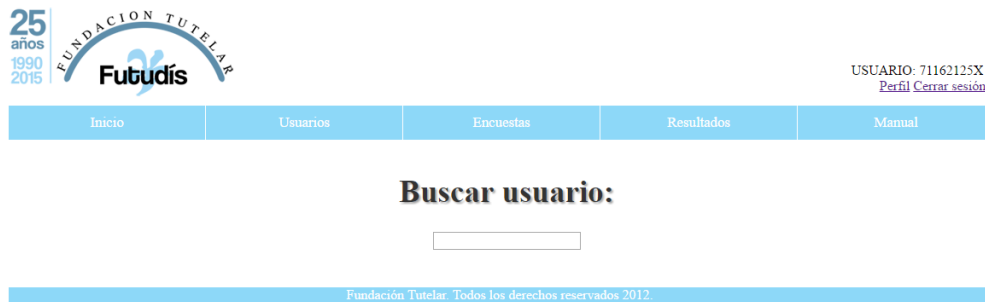 25
años
1990
2015
FUNDACION TUTELAR
Futudís
USUARIO: 71162125X
Perfil Cerrar sesión
Inicio Usuarios Encuestas Resultados Manual
Buscar usuario:
Fundación Tutelar. Todos los derechos reservados 2012.